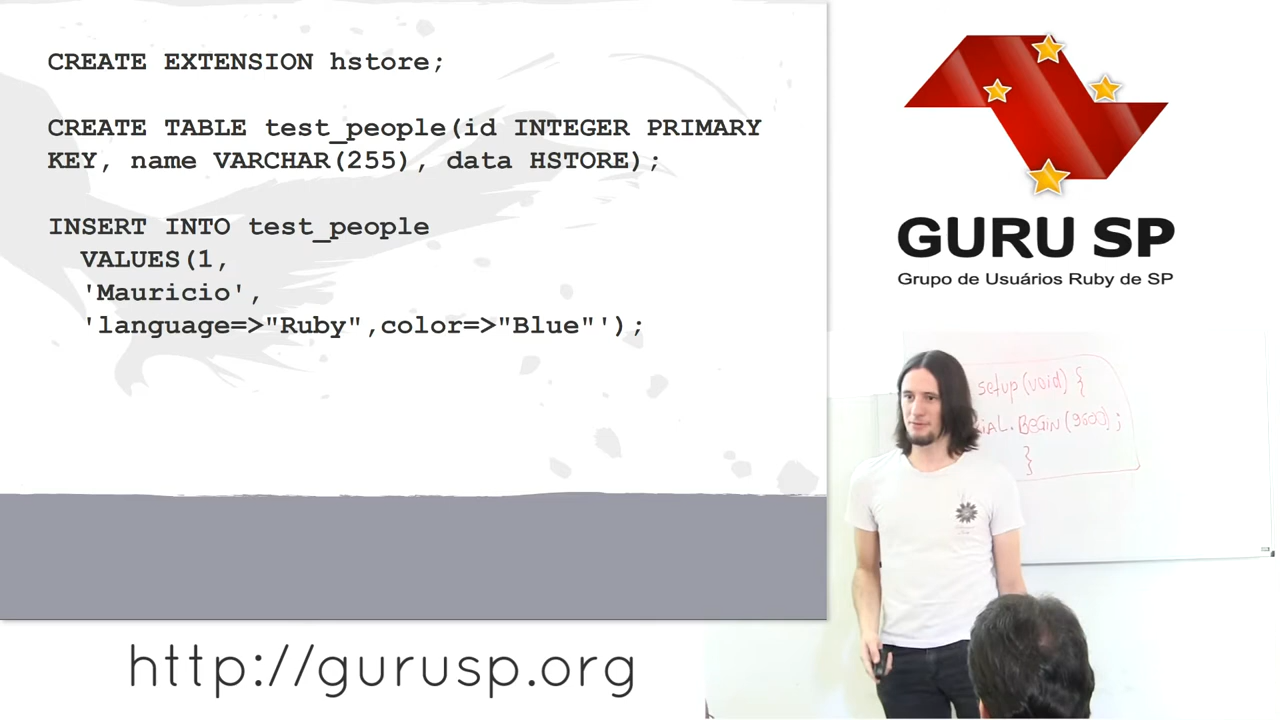 CREATE EXTENSION hstore;
CREATE TABLE test_people(id INTEGER PRIMARY
KEY, name VARCHAR(255), data HSTORE);
INSERT INTO test_people
VALUES(1,
'Mauricio',
'language=>"Ruby",color=>"Blue"');
GURU SP
Grupo de Usuários Ruby de SP
setup(void) {
.BEGIN(9600);
}
http://gurusp.org